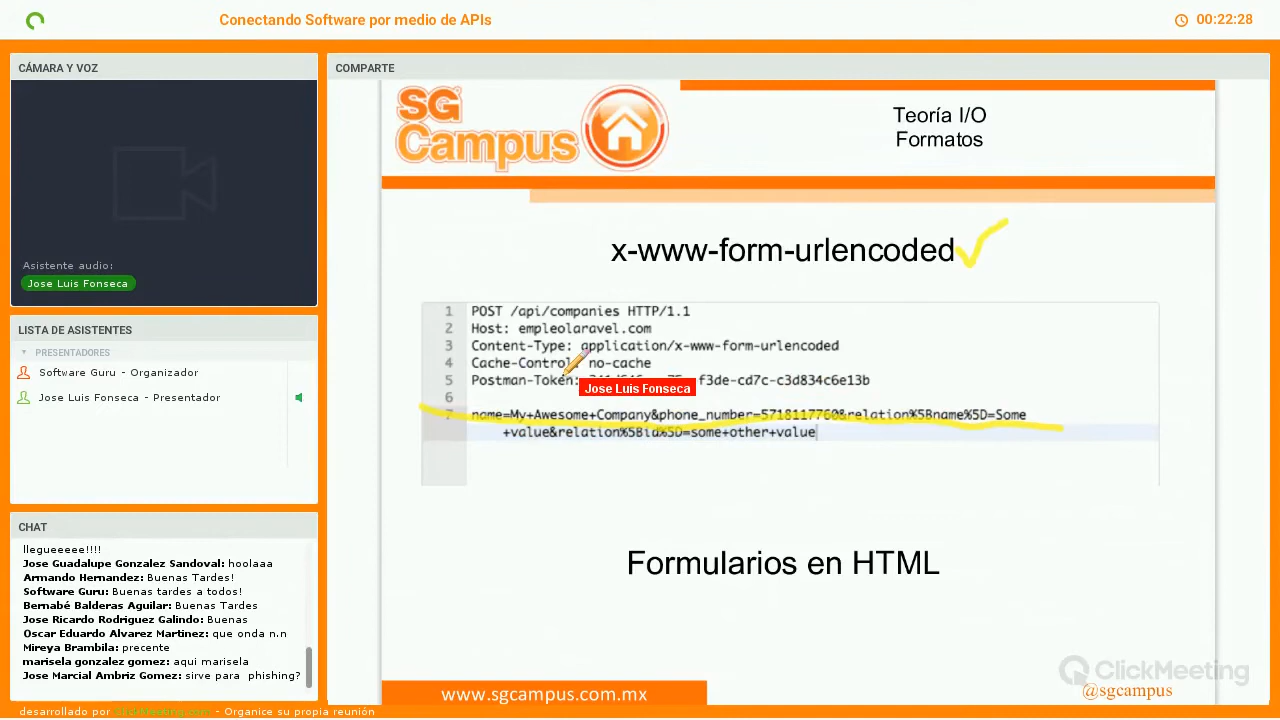 Conectando Software por medio de APIs
00:22:28
CÁMARA Y VOZ
Asistente audio:
Jose Luis Fonseca
LISTA DE ASISTENTES
PRESENTADORES
Software Guru - Organizador
Jose Luis Fonseca - Presentador
CHAT
llegueeeee!!!!
Jose Guadalupe Gonzalez Sandoval: hoolaaa
Armando Hernandez: Buenas Tardes!
Software Guru: Buenas tardes a todos!
Bernabé Balderas Aguilar: Buenas Tardes
Jose Ricardo Rodriguez Galindo: Buenas
Oscar Eduardo Alvarez Martinez: que onda n.n
Mireya Brambila: precente
marisela gonzalez gomez: aqui marisela
Jose Marcial Ambriz Gomez: sirve para phishing?
desarrollado por ClickMeeting.com - Organice su propia reunión
COMPARTE
SG
Campus
Teoría I/O
Formatos
x-www-form-urlencoded
1 POST /api/companies HTTP/1.1
2 Host: empleolaravel.com
3 Content-Type: application/x-www-form-urlencoded
4 Cache-Control: no-cache
5 Postman-Token: f3de-cd7c-c3d834c6e13b
Jose Luis Fonseca
6
7 name=My+Awesome+Company&phone_number=5718117760&relation%5Bname%5D=Some
+value&relation%5Bid%5D=some+other+value
Formularios en HTML
ClickMeeting
@sgcampus
www.sgcampus.com.mx